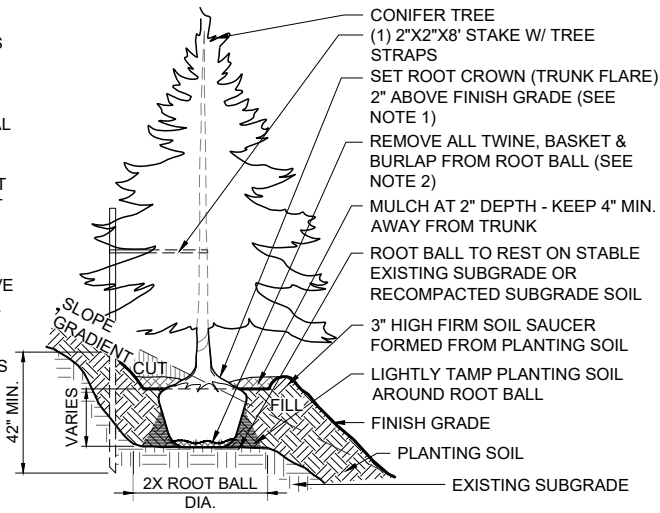 CONIFER TREE
(1) 2"X2"X8' STAKE W/ TREE
STRAPS
SET ROOT CROWN (TRUNK FLARE)
2" ABOVE FINISH GRADE (SEE
NOTE 1)
REMOVE ALL TWINE, BASKET &
BURLAP FROM ROOT BALL (SEE
NOTE 2)
MULCH AT 2" DEPTH - KEEP 4" MIN.
AWAY FROM TRUNK
ROOT BALL TO REST ON STABLE
EXISTING SUBGRADE OR
RECOMPACTED SUBGRADE SOIL
3" HIGH FIRM SOIL SAUCER
FORMED FROM PLANTING SOIL
LIGHTLY TAMP PLANTING SOIL
AROUND ROOT BALL
FINISH GRADE
PLANTING SOIL
EXISTING SUBGRADE
SLOPE
GRADIENT
CUT
FILL
42" MIN.
VARIES
2X ROOT BALL
DIA.